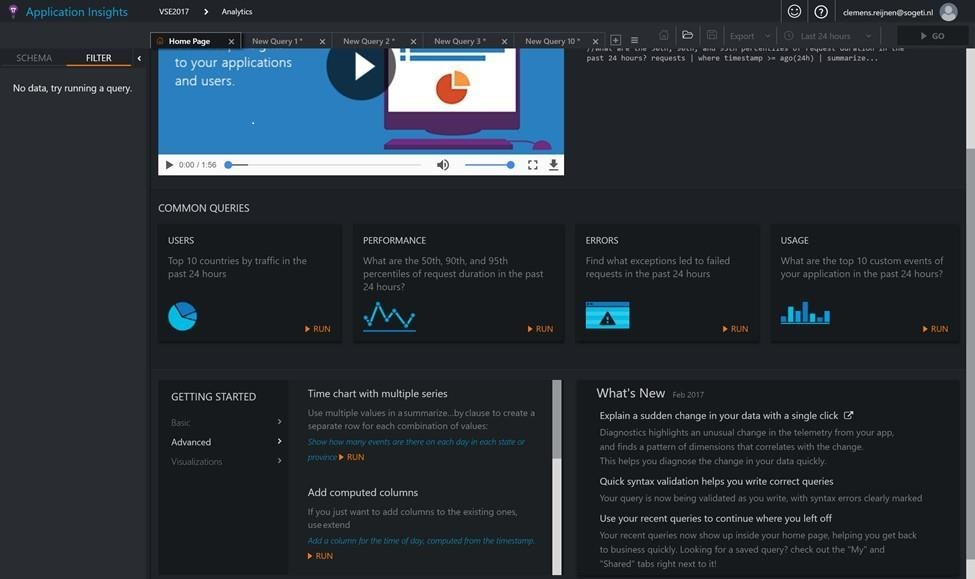 Application Insights
VSE2017 > Analytics
clemens.reijnen@sogeti.nl
Home Page
New Query 1 *
New Query 2 *
New Query 3 *
New Query 10 *
Export
Last 24 hours
GO
SCHEMA
FILTER
No data, try running a query.
to your applications
and users.
past 24 hours? requests | where timestamp >= ago(24h) | summarize...
0:00 / 1:56
COMMON QUERIES
USERS
Top 10 countries by traffic in the
past 24 hours
RUN
PERFORMANCE
What are the 50th, 90th, and 95th
percentiles of request duration in the past
24 hours?
RUN
ERRORS
Find what exceptions led to failed
requests in the past 24 hours
RUN
USAGE
What are the top 10 custom events of
your application in the past 24 hours?
RUN
GETTING STARTED
Basic
Advanced
Visualizations
Time chart with multiple series
Use multiple values in a summarize...by clause to create a
separate row for each combination of values:
Show how many events are there on each day in each state or
province RUN
Add computed columns
If you just want to add columns to the existing ones,
use extend
Add a column for the time of day, computed from the timestamp.
RUN
What's New Feb 2017
Explain a sudden change in your data with a single click
Diagnostics highlights an unusual change in the telemetry from your app,
and finds a pattern of dimensions that correlates with the change.
This helps you diagnose the change in your data quickly.
Quick syntax validation helps you write correct queries
Your query is now being validated as you write, with syntax errors clearly marked
Use your recent queries to continue where you left off
Your recent queries now show up inside your home page, helping you get back
to business quickly. Looking for a saved query? check out the "My" and
"Shared" tabs right next to it!